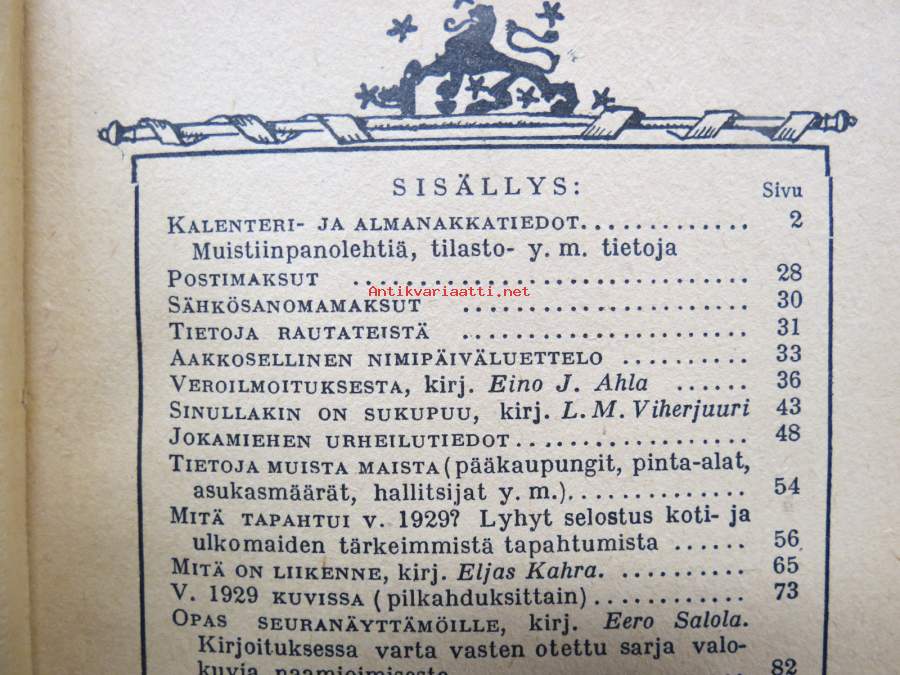 SISÄLLYS:
Sivu
KALENTERI- JA ALMANAKKATIEDOT............. 2
Muistiinpanolehtiä, tilasto- y. m. tietoja
POSTIMAKSUT .............................. 28
Antikvariaatti.net
SÄHKÖSANOMAMAKSUT ..................... 30
TIETOJA RAUTATEISTÄ ..................... 31
AAKKOSELLINEN NIMIPÄIVÄLUETTELO .......... 33
VEROILMOITUKSESTA, kirj. Eino J. Ahla ...... 36
SINULLAKIN ON SUKUPUU, kirj. L. M. Viherjuuri 43
JOKAMIEHEN URHEILUTIEDOT................... 48
TIETOJA MUISTA MAISTA (pääkaupungit, pinta-alat,
asukasmäärät, hallitsijat y. m.).............. 54
MITÄ TAPAHTUI V. 1929? Lyhyt selostus koti- ja
ulkomaiden tärkeimmistä tapahtumista ...... 56
MITÄ ON LIIKENNE, kirj. Eljas Kahra. .......... 65
V. 1929 KUVISSA (pilkahduksittain)............ 73
OPAS SEURANÄYTTÄMÖILLE, kirj. Eero Salola.
Kirjoituksessa varta vasten otettu sarja valo-
kuvia naamioimisesta 82